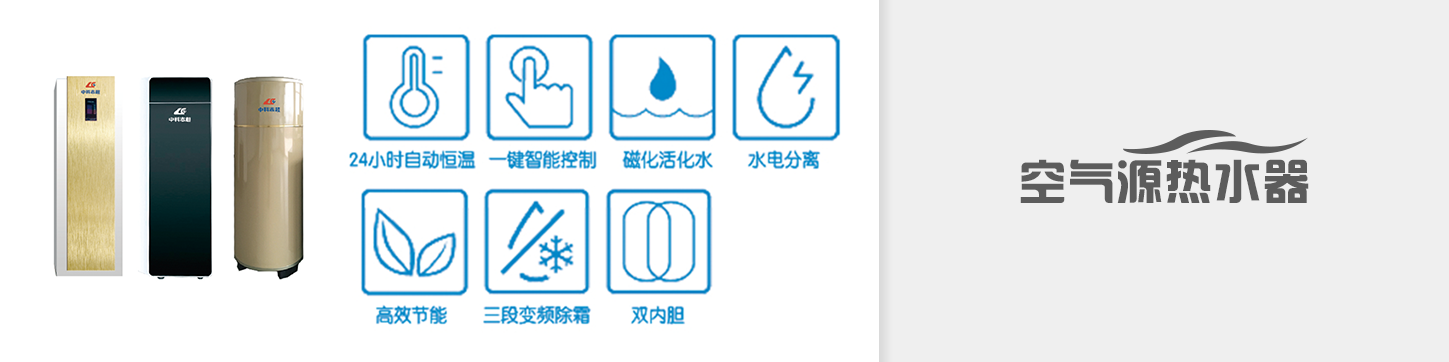 24小时自动恒温
一键智能控制
磁化活化水
水电分离
高效节能
三段变频除霜
双内胆
空气源热水器